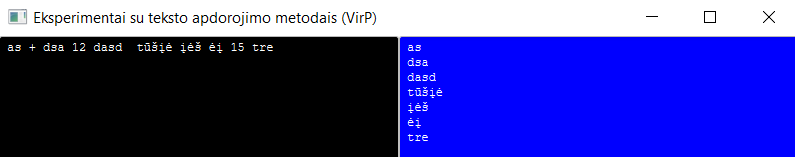 Eksperimentai su teksto apdorojimo metodais (VirP)
as + dsa 12 dasd  tūšįė įėš ėį 15 tre
as
dsa
dasd
tūšįė
įėš
ėį
tre